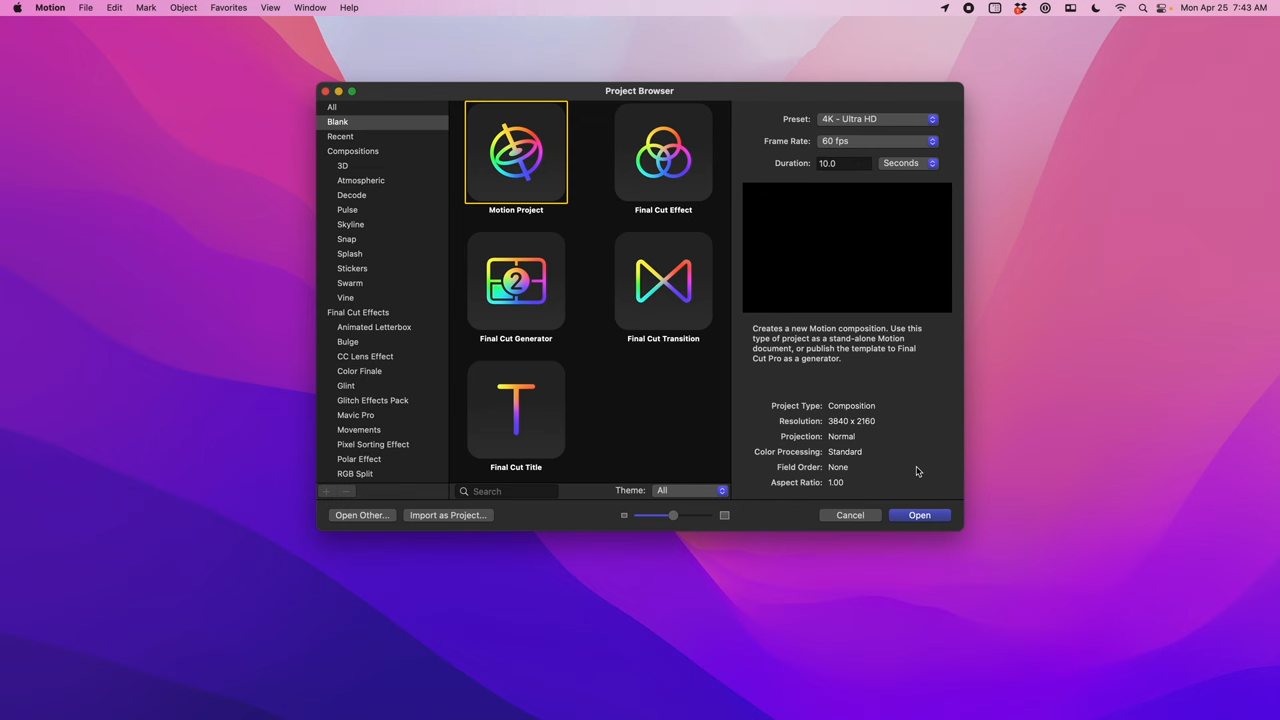 Motion File Edit Mark Object Favorites View Window Help Mon Apr 25 7:43 AM
Project Browser
All
Blank
Recent
Compositions
3D
Atmospheric
Decode
Pulse
Skyline
Snap
Splash
Stickers
Swarm
Vine
Final Cut Effects
Animated Letterbox
Bulge
CC Lens Effect
Color Finale
Glint
Glitch Effects Pack
Mavic Pro
Movements
Pixel Sorting Effect
Polar Effect
RGB Split
Motion Project
Final Cut Effect
2
Final Cut Generator
Final Cut Transition
T
Final Cut Title
Search
Theme: All
Preset: 4K - Ultra HD
Frame Rate: 60 fps
Duration: 10.0 Seconds
Creates a new Motion composition. Use this
type of project as a stand-alone Motion
document, or publish the template to Final
Cut Pro as a generator.
Project Type: Composition
Resolution: 3840 x 2160
Projection: Normal
Color Processing: Standard
Field Order: None
Aspect Ratio: 1.00
Open Other... Import as Project... Cancel Open